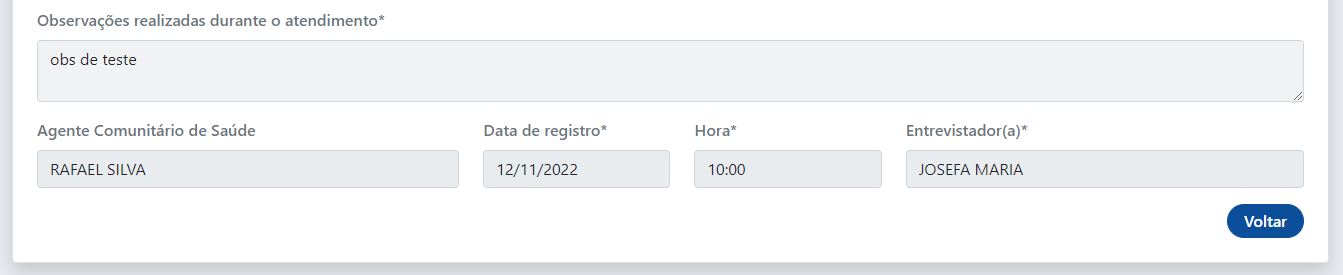 Observações realizadas durante o atendimento*
obs de teste
Agente Comunitário de Saúde Data de registro* Hora* Entrevistador(a)*
RAFAEL SILVA 12/11/2022 10:00 JOSEFA MARIA
Voltar